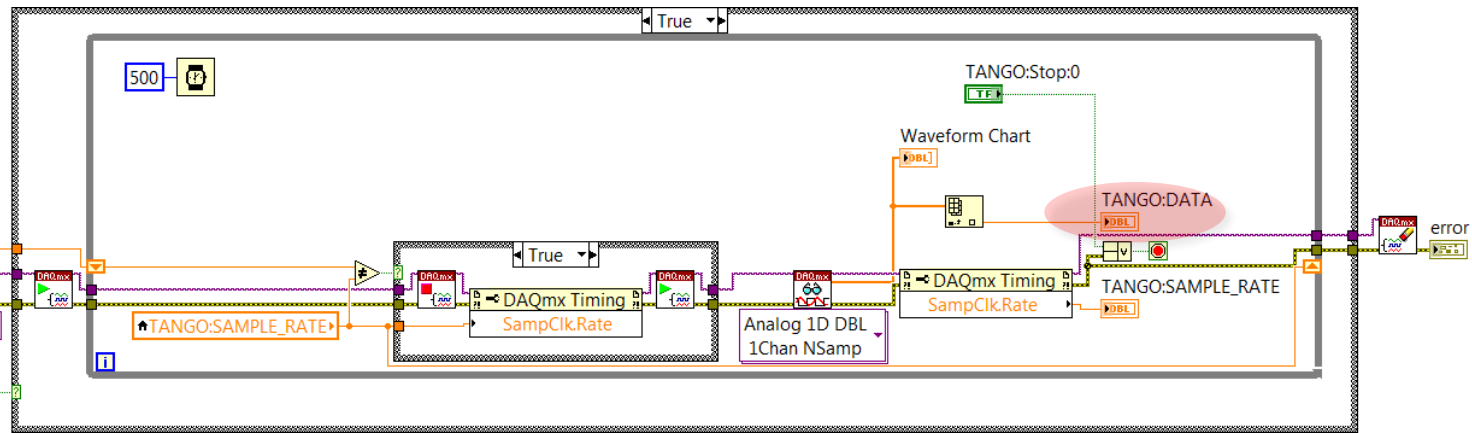 True
500
TANGO:Stop:0
TF
Waveform Chart
DBL]
TANGO:DATA
DBL
DAQmx
error
True
DAQmx
DAQmx
DAQmx
DAQmx
DAQmx Timing
DAQmx Timing
TANGO:SAMPLE_RATE
SampClk.Rate
DBL
TANGO:SAMPLE_RATE
SampClk.Rate
Analog 1D DBL
1Chan NSamp
i
?
?